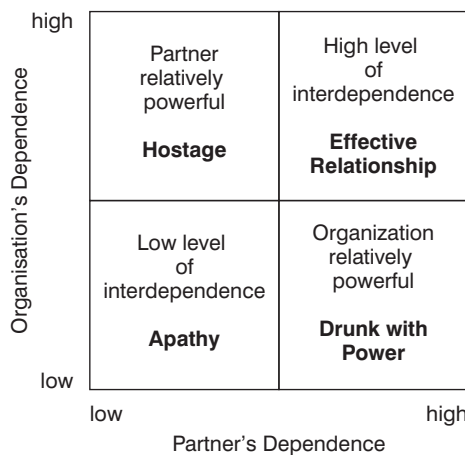 high
Partner
relatively
powerful
Hostage
High level
of
interdependence
Effective
Relationship
Organisation's Dependence
Low level
of
interdependence
Apathy
Organization
relatively
powerful
Drunk with
Power
low
low
high
Partner's Dependence